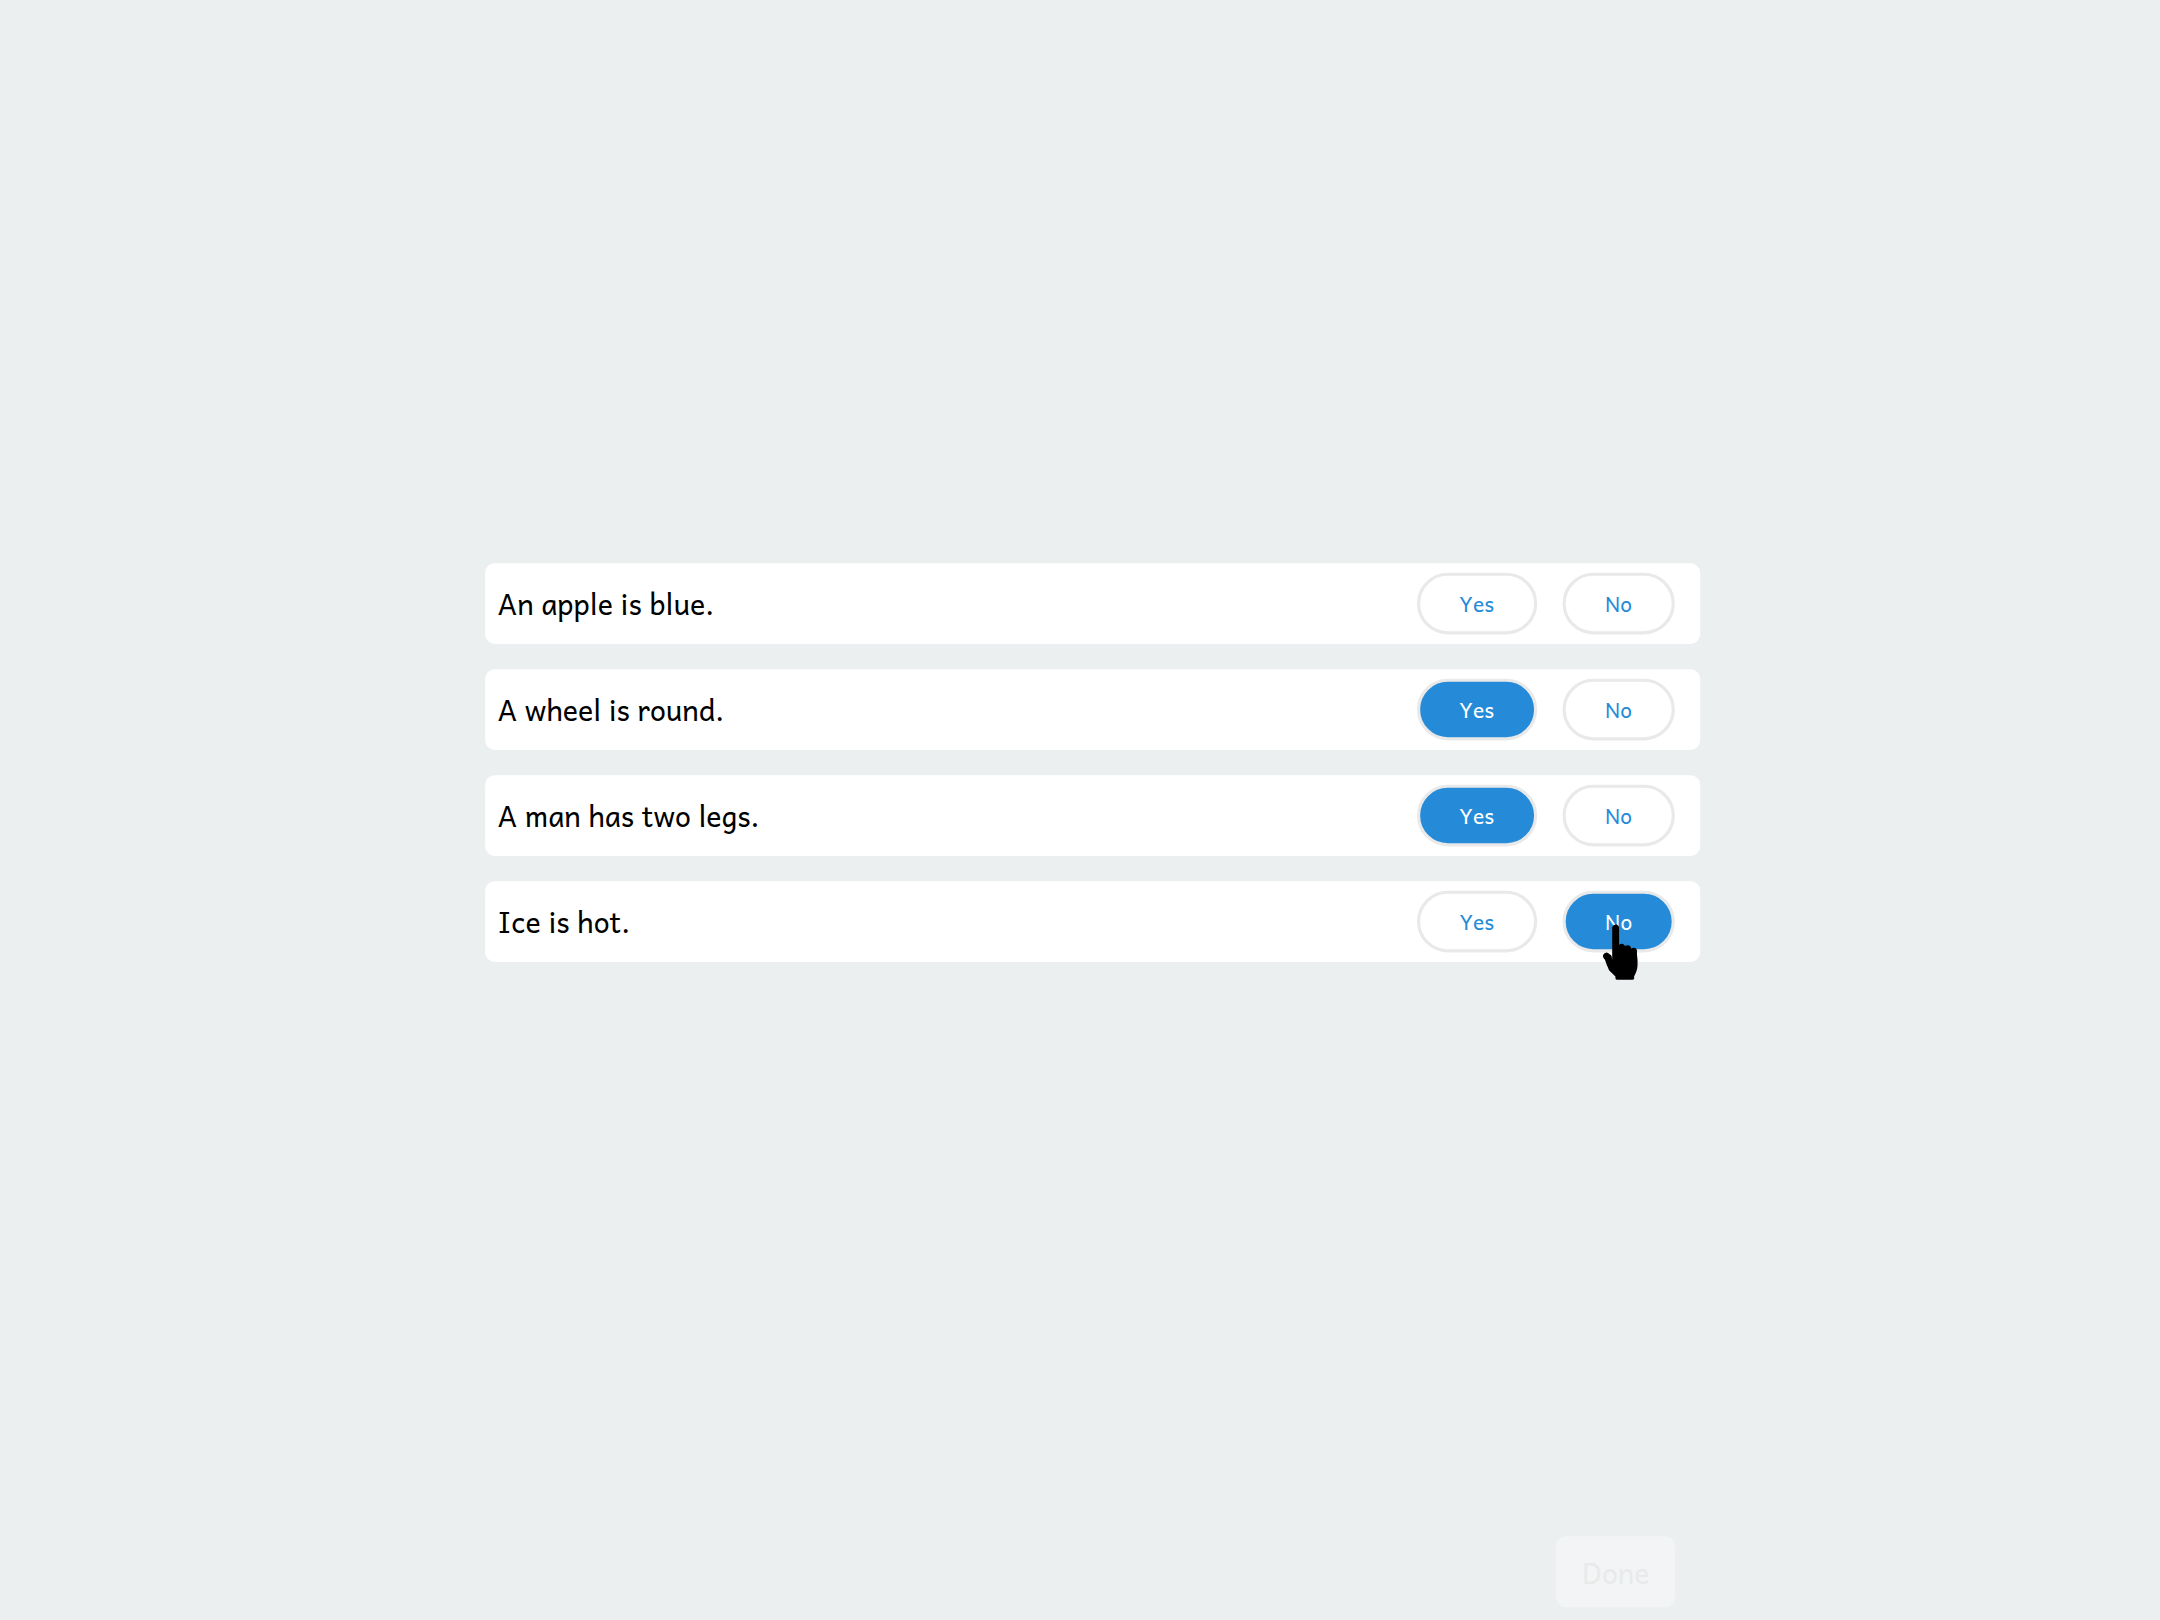 An apple is blue. Yes No
A wheel is round. Yes No
A man has two legs. Yes No
Ice is hot. Yes No
Done